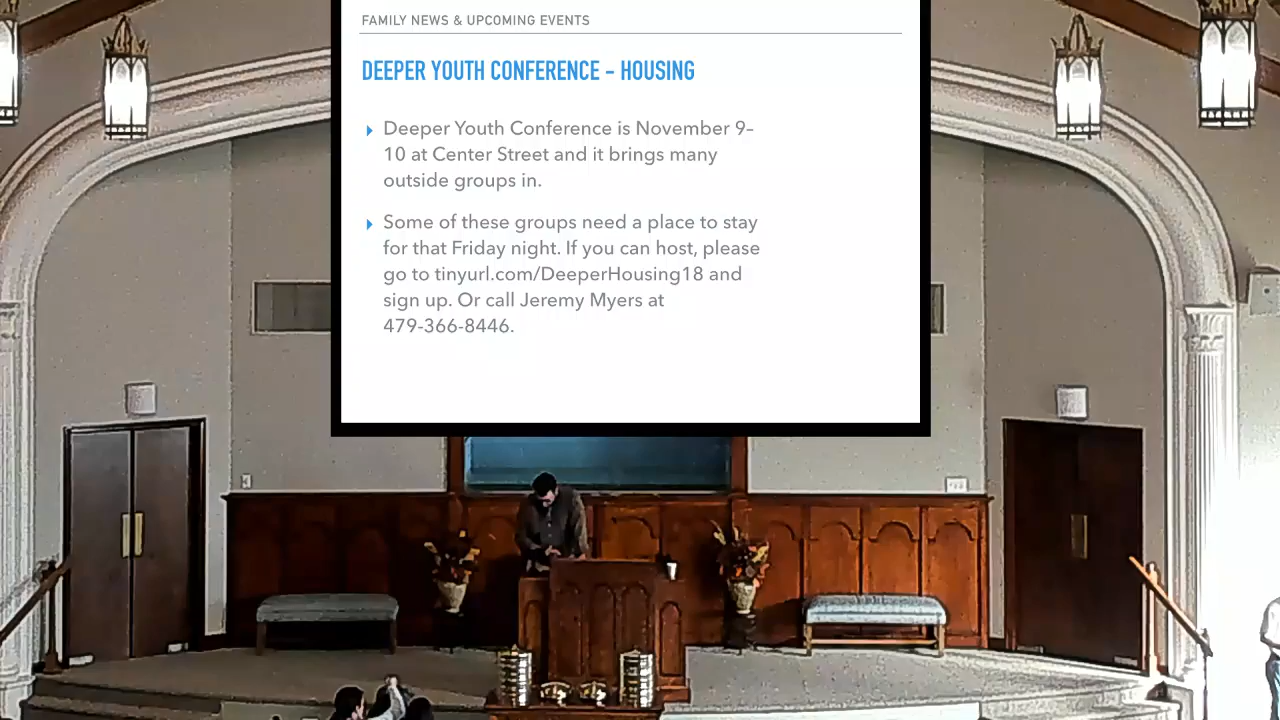 FAMILY NEWS & UPCOMING EVENTS
DEEPER YOUTH CONFERENCE – HOUSING
Deeper Youth Conference is November 9–
10 at Center Street and it brings many
outside groups in.
Some of these groups need a place to stay
for that Friday night. If you can host, please
go to tinyurl.com/DeeperHousing18 and
sign up. Or call Jeremy Myers at
479-366-8446.